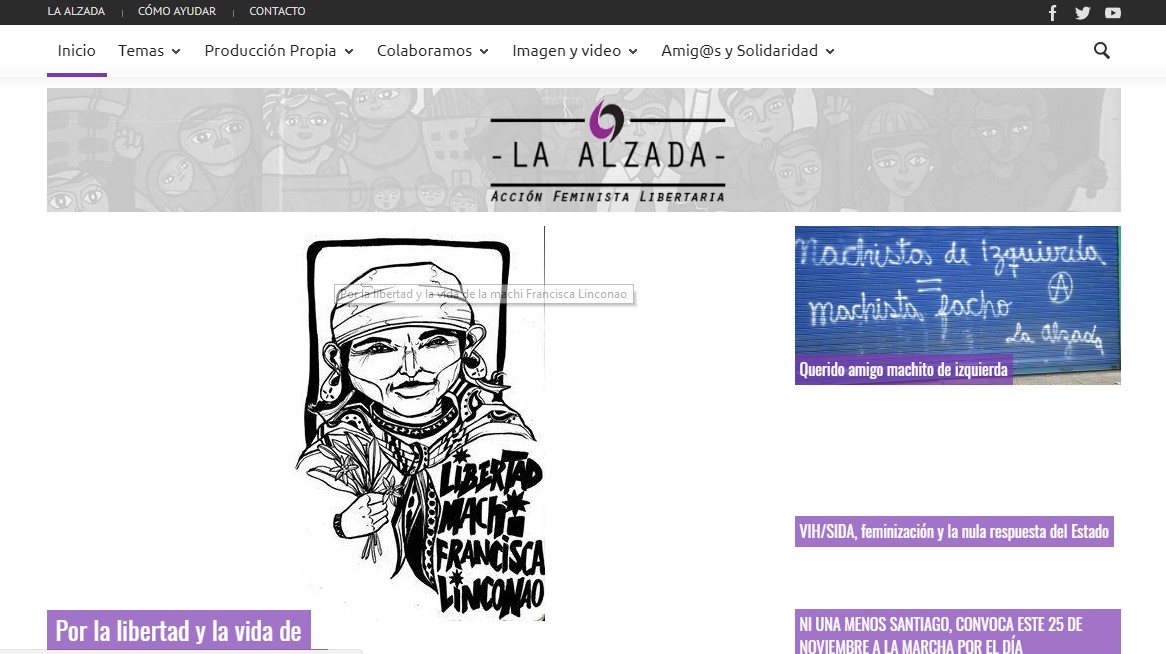 LA ALZADA | CÓMO AYUDAR | CONTACTO
Inicio Temas Producción Propia Colaboramos Imagen y video Amig@s y Solidaridad
- LA ALZADA -
ACCIÓN FEMINISTA LIBERTARIA
Por la libertad y la vida de la machi Francisca Linconao
LIBERTAD
MACHI
FRANCISCA
LINCONAO
Por la libertad y la vida de
Machistas de izquierda
=
machista facho
A
La Alzada
Querido amigo machito de izquierda
VIH/SIDA, feminización y la nula respuesta del Estado
NI UNA MENOS SANTIAGO, CONVOCA ESTE 25 DE
NOVIEMBRE A LA MARCHA POR EL DÍA